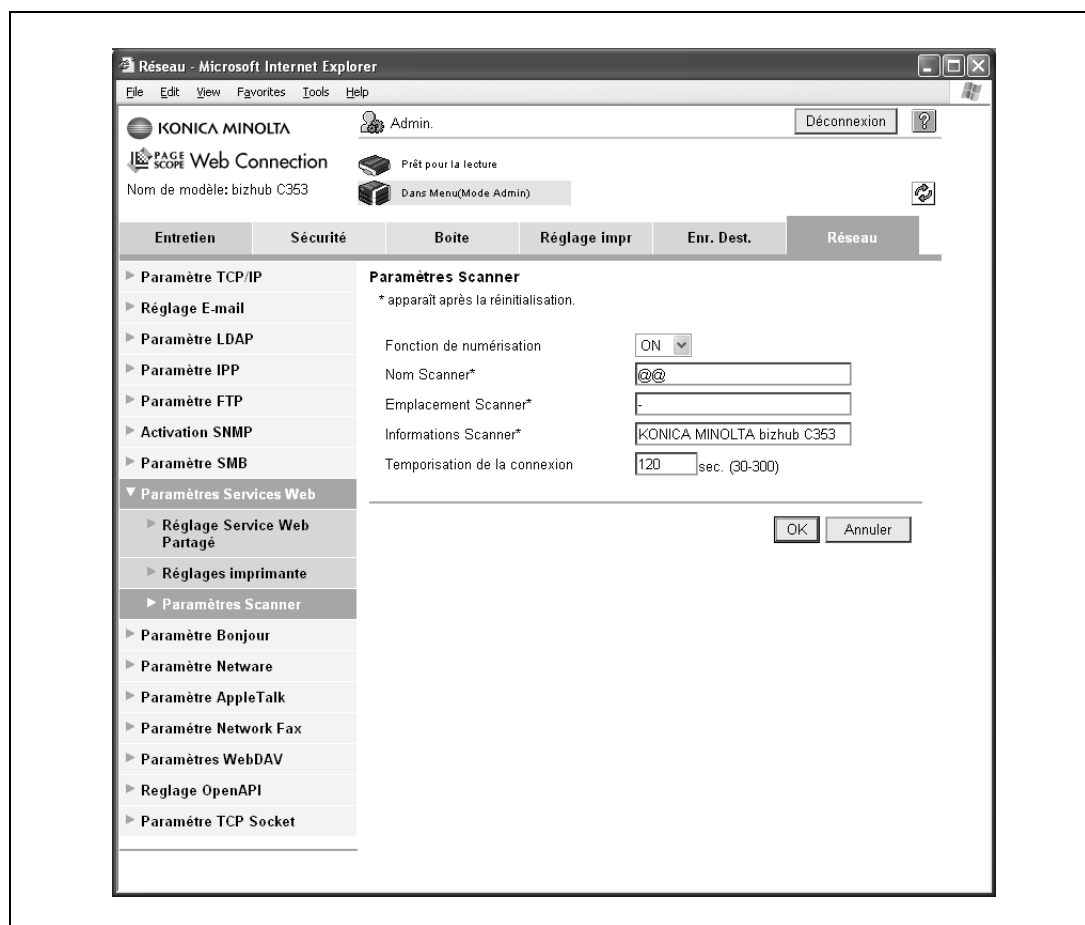 Réseau - Microsoft Internet Explorer
File Edit View Favorites Tools Help
KONICA MINOLTA
Admin.
Déconnexion
?
PAGE SCOPE Web Connection
Prêt pour la lecture
Nom de modèle: bizhub C353
Dans Menu(Mode Admin)
Entretien Sécurité Boîte Réglage impr Enr. Dest. Réseau
Paramètre TCP/IP
Réglage E-mail
Paramètre LDAP
Paramètre IPP
Paramètre FTP
Activation SNMP
Paramètre SMB
Paramètres Services Web
Réglage Service Web
Partagé
Réglages imprimante
Paramètres Scanner
Paramètre Bonjour
Paramètre Netware
Paramètre AppleTalk
Paramétre Network Fax
Paramètres WebDAV
Reglage OpenAPI
Paramétre TCP Socket
Paramètres Scanner
* apparaît après la réinitialisation.
Fonction de numérisation ON
Nom Scanner* @@
Emplacement Scanner* -
Informations Scanner* KONICA MINOLTA bizhub C353
Temporisation de la connexion 120 sec. (30-300)
OK Annuler